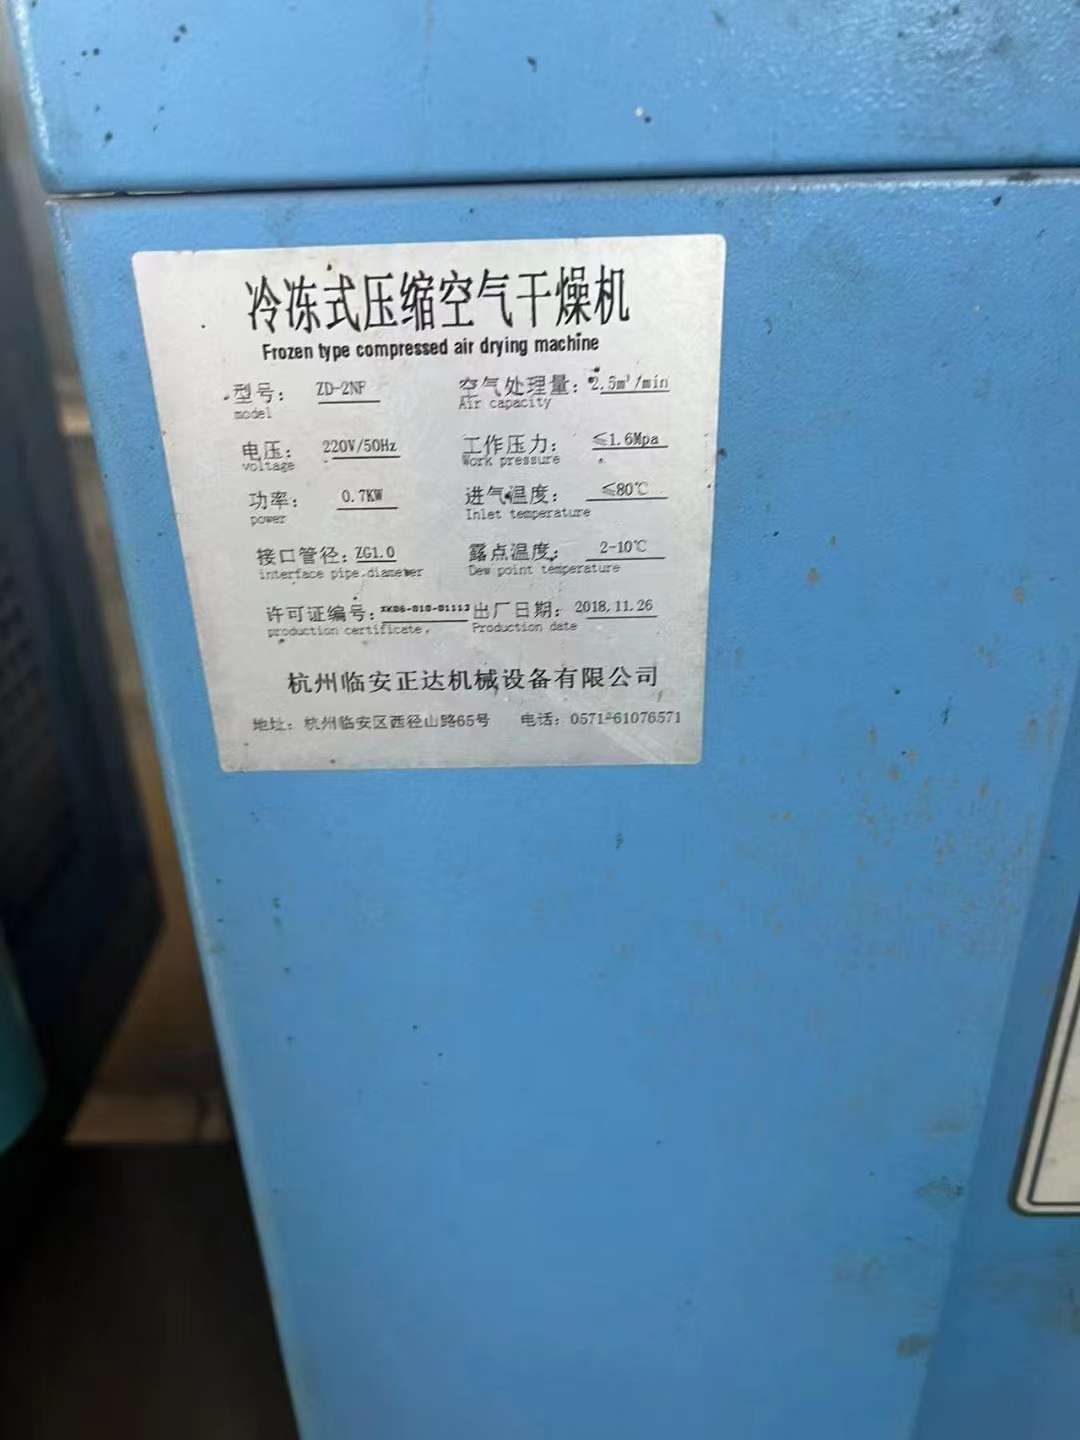 冷冻式压缩空气干燥机
Frozen type compressed air drying machine
型号： ZD-2NF 空气处理量： 2.5m³/min
model Air capacity
电压： 220V/50Hz 工作压力： ≤1.6Mpa
voltage Work pressure
功率： 0.7KW 进气温度： ≤80℃
power Inlet temperature
接口管径： ZG1.0 露点温度： 2-10℃
interface pipe diameter Dew point temperature
许可证编号： XK06-010-01113 出厂日期： 2018.11.26
production certificate Production date
杭州临安正达机械设备有限公司
地址：杭州临安区西径山路65号 电话：0571-61076571